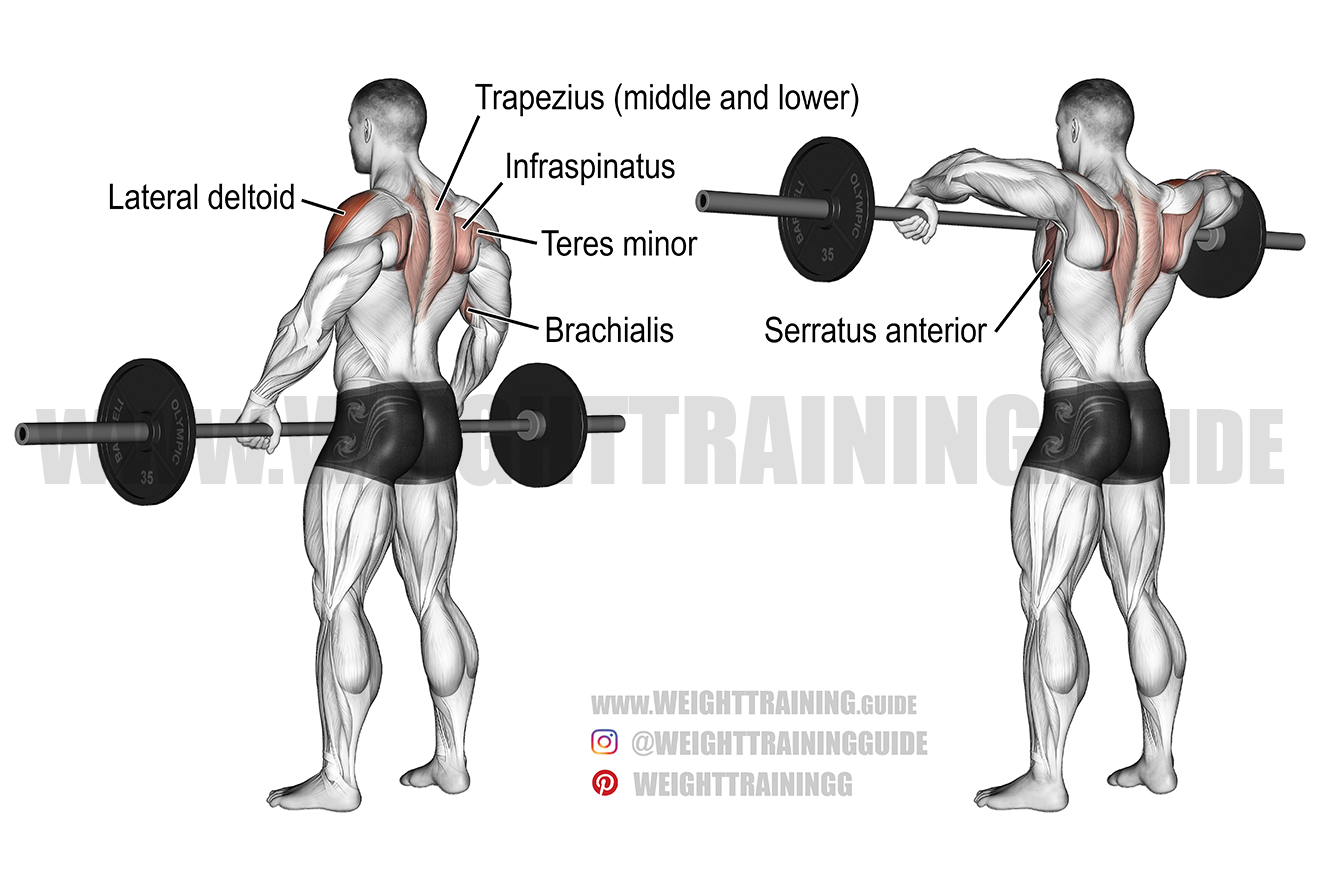 Trapezius (middle and lower)
Infraspinatus
Lateral deltoid
Teres minor
Brachialis
Serratus anterior
BARBELL OLYMPIC
35
OLYMPIC
35
WWW.WEIGHTTRAINING.GUIDE
www.WEIGHTTRAINING.GUIDE
@WEIGHTTRAININGGUIDE
WEIGHTTRAININGG